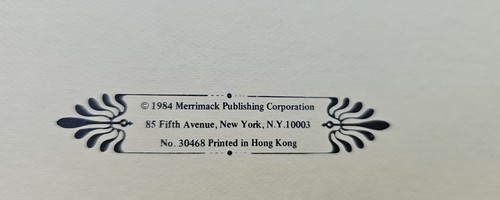 © 1984 Merrimack Publishing Corporation
85 Fifth Avenue, New York, N.Y.10003
No. 30468 Printed in Hong Kong